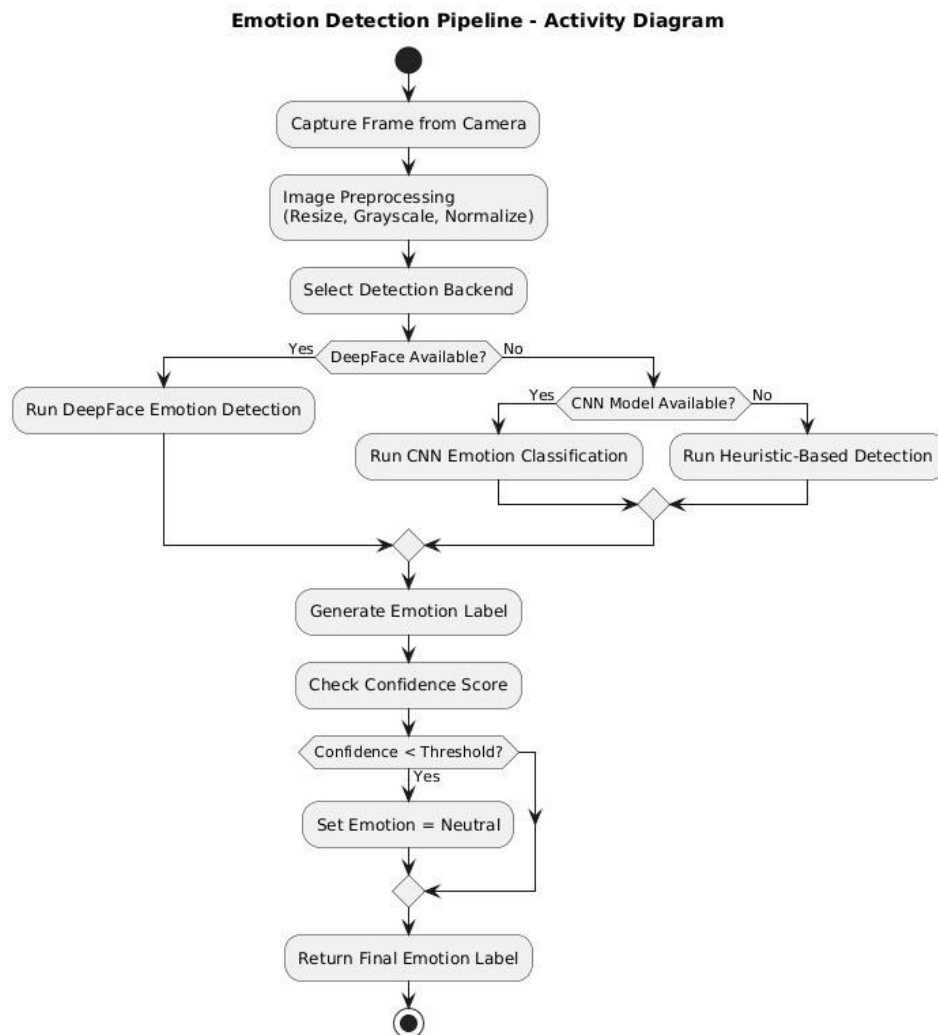 Emotion Detection Pipeline - Activity Diagram
Capture Frame from Camera
Image Preprocessing
(Resize, Grayscale, Normalize)
Select Detection Backend
Yes
DeepFace Available?
No
Run DeepFace Emotion Detection
Yes
CNN Model Available?
No
Run CNN Emotion Classification
Run Heuristic-Based Detection
Generate Emotion Label
Check Confidence Score
Confidence < Threshold?
Yes
Set Emotion = Neutral
Return Final Emotion Label